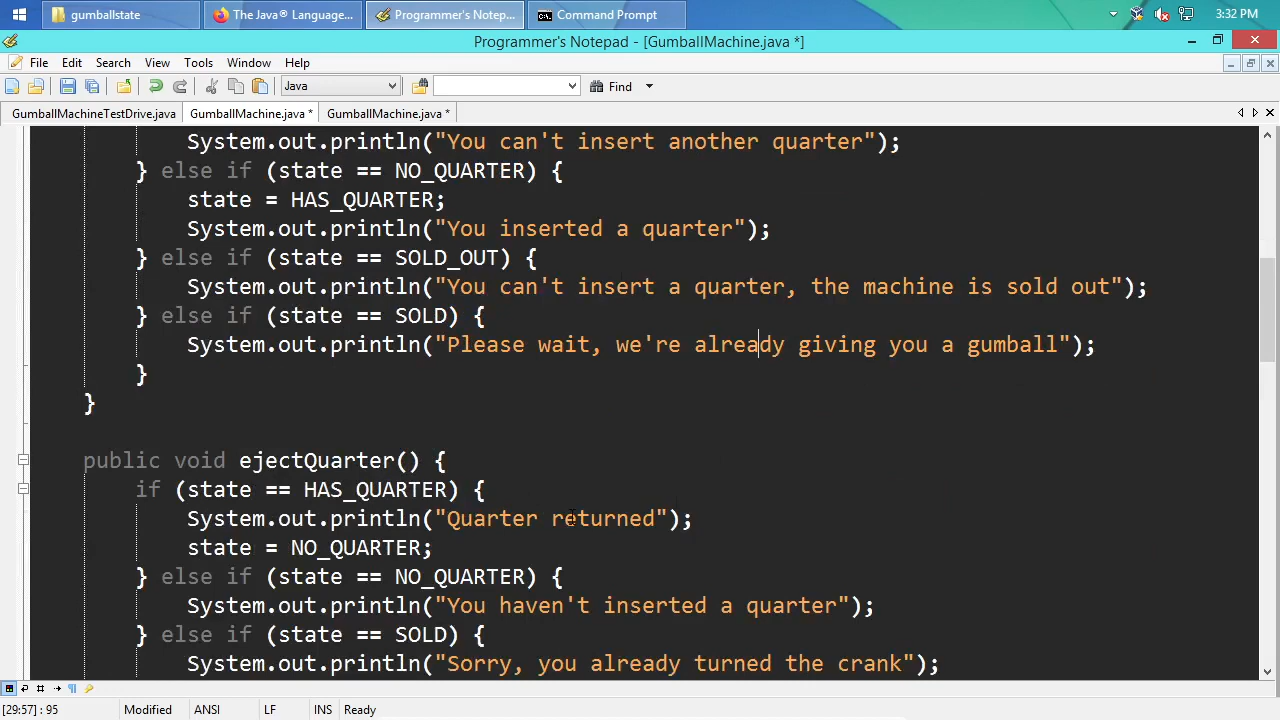 gumballstate
The Java® Language...
Programmer's Notep...
Command Prompt
3:32 PM
Programmer's Notepad - [GumballMachine.java *]
File Edit Search View Tools Window Help
Java
Find
GumballMachineTestDrive.java
GumballMachine.java *
GumballMachine.java *
System.out.println("You can't insert another quarter");
} else if (state == NO_QUARTER) {
state = HAS_QUARTER;
System.out.println("You inserted a quarter");
} else if (state == SOLD_OUT) {
System.out.println("You can't insert a quarter, the machine is sold out");
} else if (state == SOLD) {
System.out.println("Please wait, we're already giving you a gumball");
}
}
public void ejectQuarter() {
if (state == HAS_QUARTER) {
System.out.println("Quarter returned");
state = NO_QUARTER;
} else if (state == NO_QUARTER) {
System.out.println("You haven't inserted a quarter");
} else if (state == SOLD) {
System.out.println("Sorry, you already turned the crank");
[29:57] : 95
Modified
ANSI
LF
INS
Ready